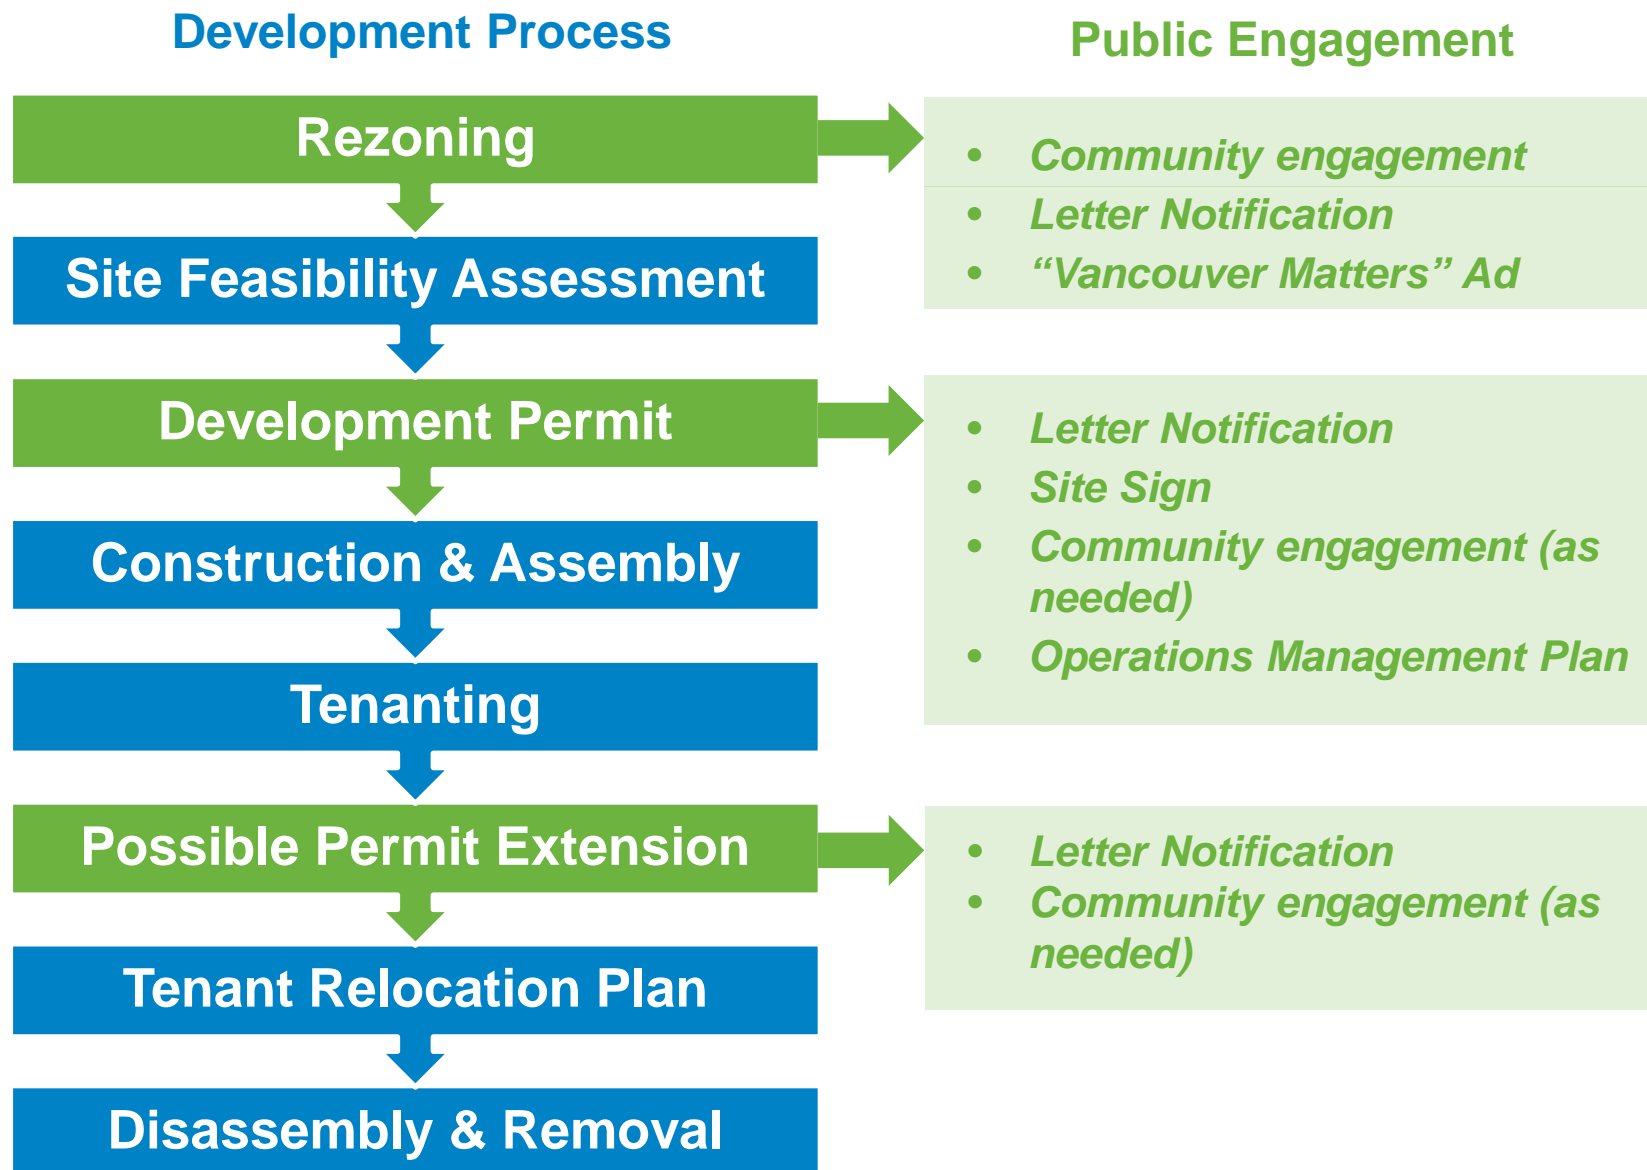 Development Process
Public Engagement
Rezoning
• Community engagement
• Letter Notification
• “Vancouver Matters” Ad
Site Feasibility Assessment
Development Permit
• Letter Notification
• Site Sign
• Community engagement (as
needed)
• Operations Management Plan
Construction & Assembly
Tenanting
Possible Permit Extension
• Letter Notification
• Community engagement (as
needed)
Tenant Relocation Plan
Disassembly & Removal